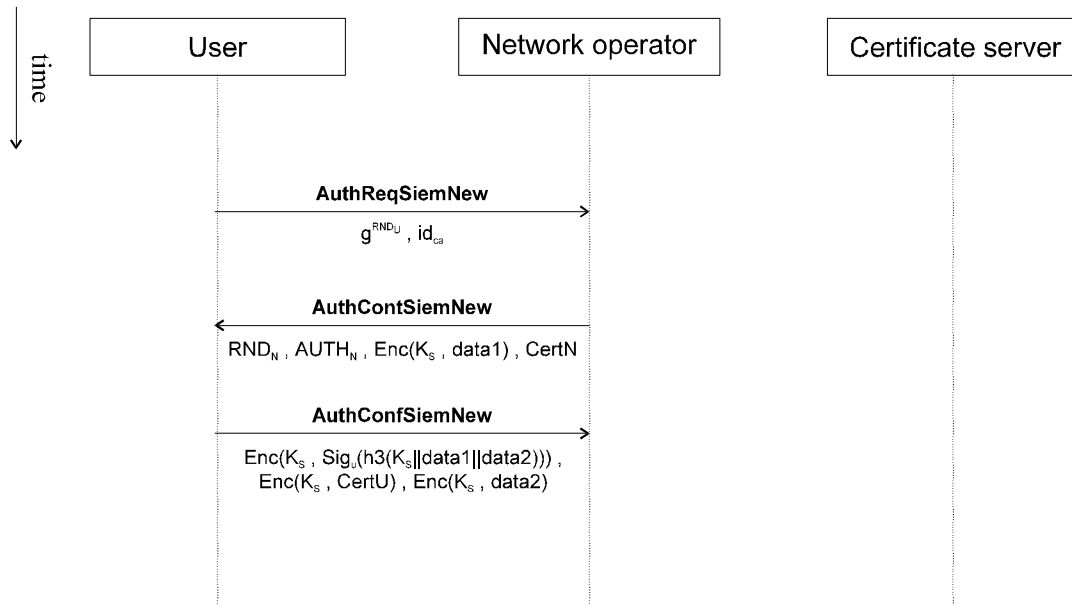 time
User
Network operator
Certificate server
AuthReqSiemNew
g^RND_U , id_ca
AuthContSiemNew
RND_N , AUTH_N , Enc(K_S , data1) , CertN
AuthConfSiemNew
Enc(K_S , Sig_u(h3(K_S||data1||data2))) ,
Enc(K_S , CertU) , Enc(K_S , data2)